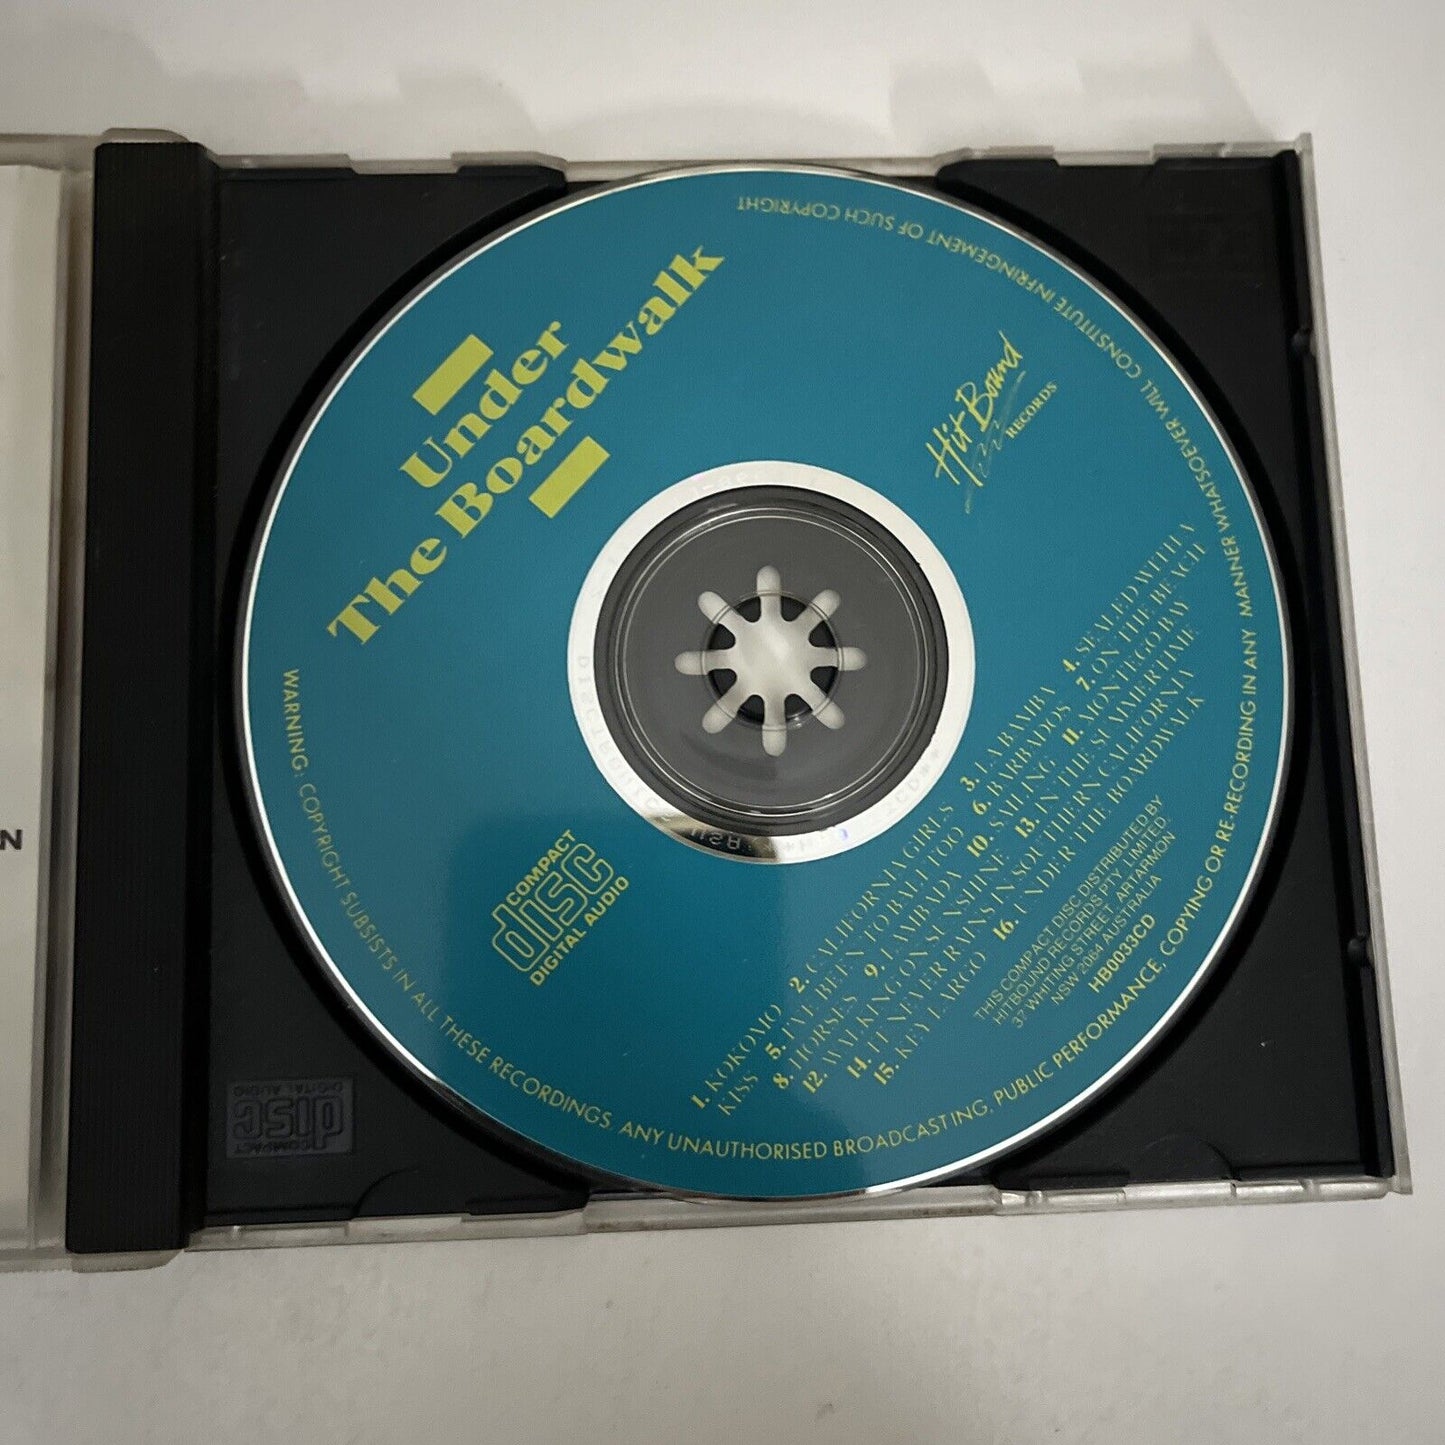 Under
The Boardwalk
Hit Bound
RECORDS
COMPACT
disc
DIGITAL AUDIO
1. KOKOMO 2. CALIFORNIA GIRLS 3. LA BAMBA 4. SEALED WITH A
KISS 5. I'VE BEEN TO BALI TOO 6. BARBADOS 7. ON THE BEACH
8. HORSES 9. LAMBADA 10. SAILING 11. MONTEGO BAY
12. WALKING ON SUNSHINE 13. IN THE SUMMERTIME
14. IT NEVER RAINS IN SOUTHERN CALIFORNIA
15. KEY LARGO 16. UNDER THE BOARDWALK
THIS COMPACT DISC DISTRIBUTED BY
HITBOUND RECORDS PTY. LIMITED.
37 WHITING STREET, ARTARMON
NSW 2064 AUSTRALIA
HB0033CD
WARNING: COPYRIGHT SUBSISTS IN ALL THESE RECORDINGS. ANY UNAUTHORISED BROADCASTING, PUBLIC PERFORMANCE, COPYING OR RE-RECORDING IN ANY MANNER WHATSOEVER WILL CONSTITUTE INFRINGEMENT OF SUCH COPYRIGHT
COMPACT
disc
DIGITAL AUDIO
N